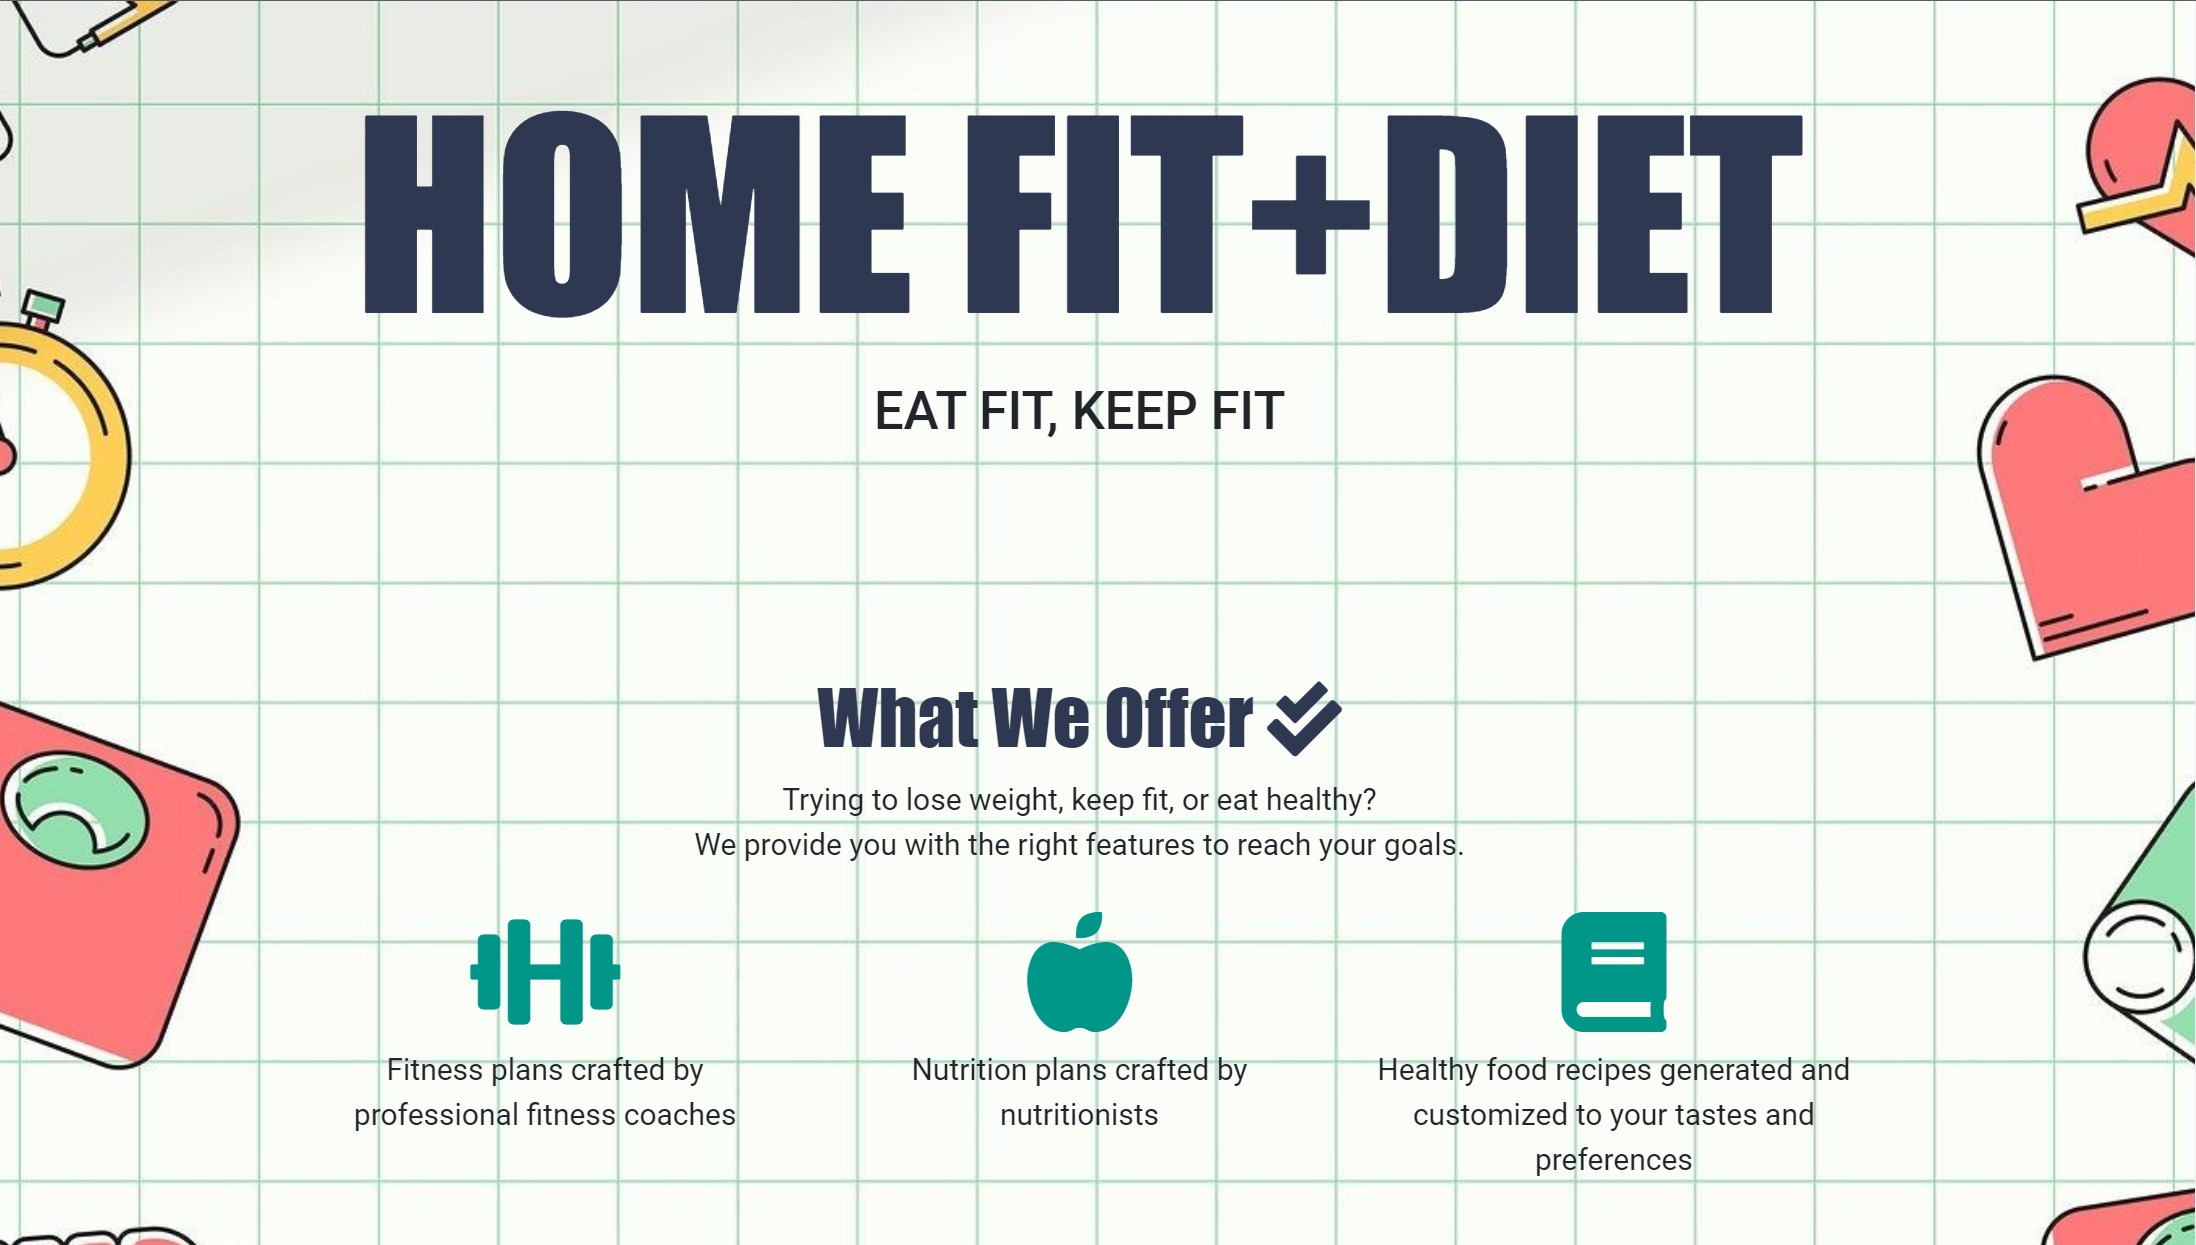 HOME FIT+DIET
EAT FIT, KEEP FIT
What We Offer
Trying to lose weight, keep fit, or eat healthy?
We provide you with the right features to reach your goals.
Fitness plans crafted by
professional fitness coaches
Nutrition plans crafted by
nutritionists
Healthy food recipes generated and
customized to your tastes and
preferences